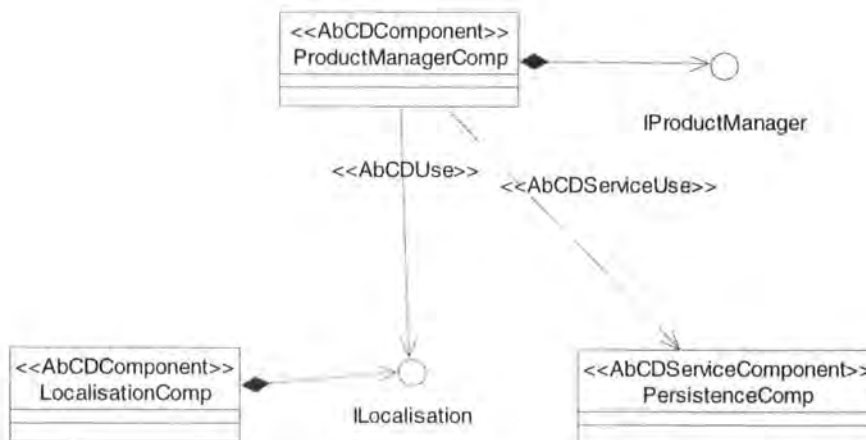 <<AbCDComponent>>
ProductManagerComp
IProductManager
<<AbCDUse>>
<<AbCDServiceUse>>
<<AbCDComponent>>
LocalisationComp
ILocalisation
<<AbCDServiceComponent>>
PersistenceComp